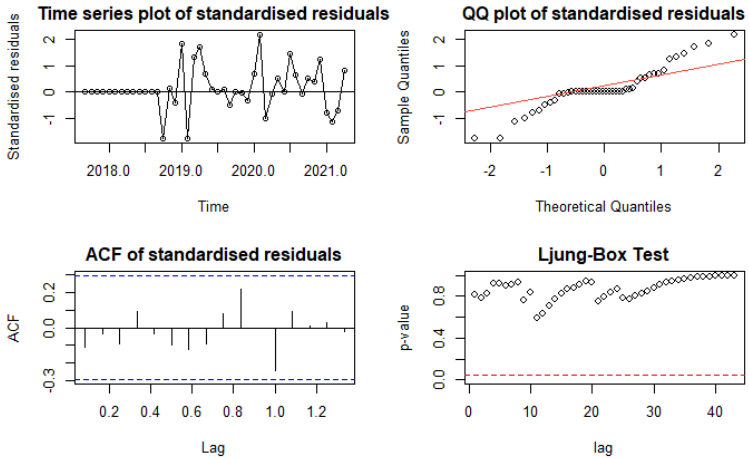 Time series plot of standardised residuals
Standardised residuals
2
1
0
-1
2018.0 2019.0 2020.0 2021.0
Time
QQ plot of standardised residuals
Sample Quantiles
2
1
0
-1
-2 -1 0 1 2
Theoretical Quantiles
ACF of standardised residuals
ACF
0.2
0.0
-0.3
0.2 0.4 0.6 0.8 1.0 1.2
Lag
Ljung-Box Test
p-value
0.8
0.4
0.0
0 10 20 30 40
lag